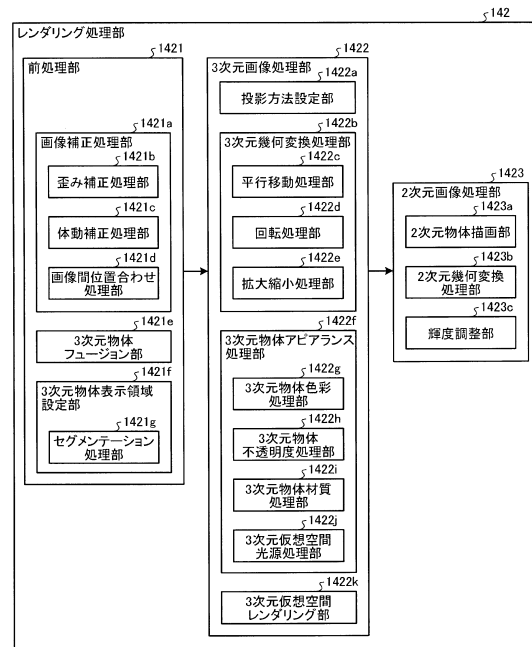 142
レンダリング処理部
1421
前処理部
1421a
画像補正処理部
1421b
歪み補正処理部
1421c
体動補正処理部
1421d
画像間位置合わせ
処理部
1421e
3次元物体
フュージョン部
1421f
3次元物体表示領域
設定部
1421g
セグメンテーション
処理部
1422
3次元画像処理部
1422a
投影方法設定部
1422b
3次元幾何変換処理部
1422c
平行移動処理部
1422d
回転処理部
1422e
拡大縮小処理部
1422f
3次元物体アピアランス
処理部
1422g
3次元物体色彩
処理部
1422h
3次元物体
不透明度処理部
1422i
3次元物体材質
処理部
1422j
3次元仮想空間
光源処理部
1422k
3次元仮想空間
レンダリング部
1423
2次元画像処理部
1423a
2次元物体描画部
1423b
2次元幾何変換
処理部
1423c
輝度調整部